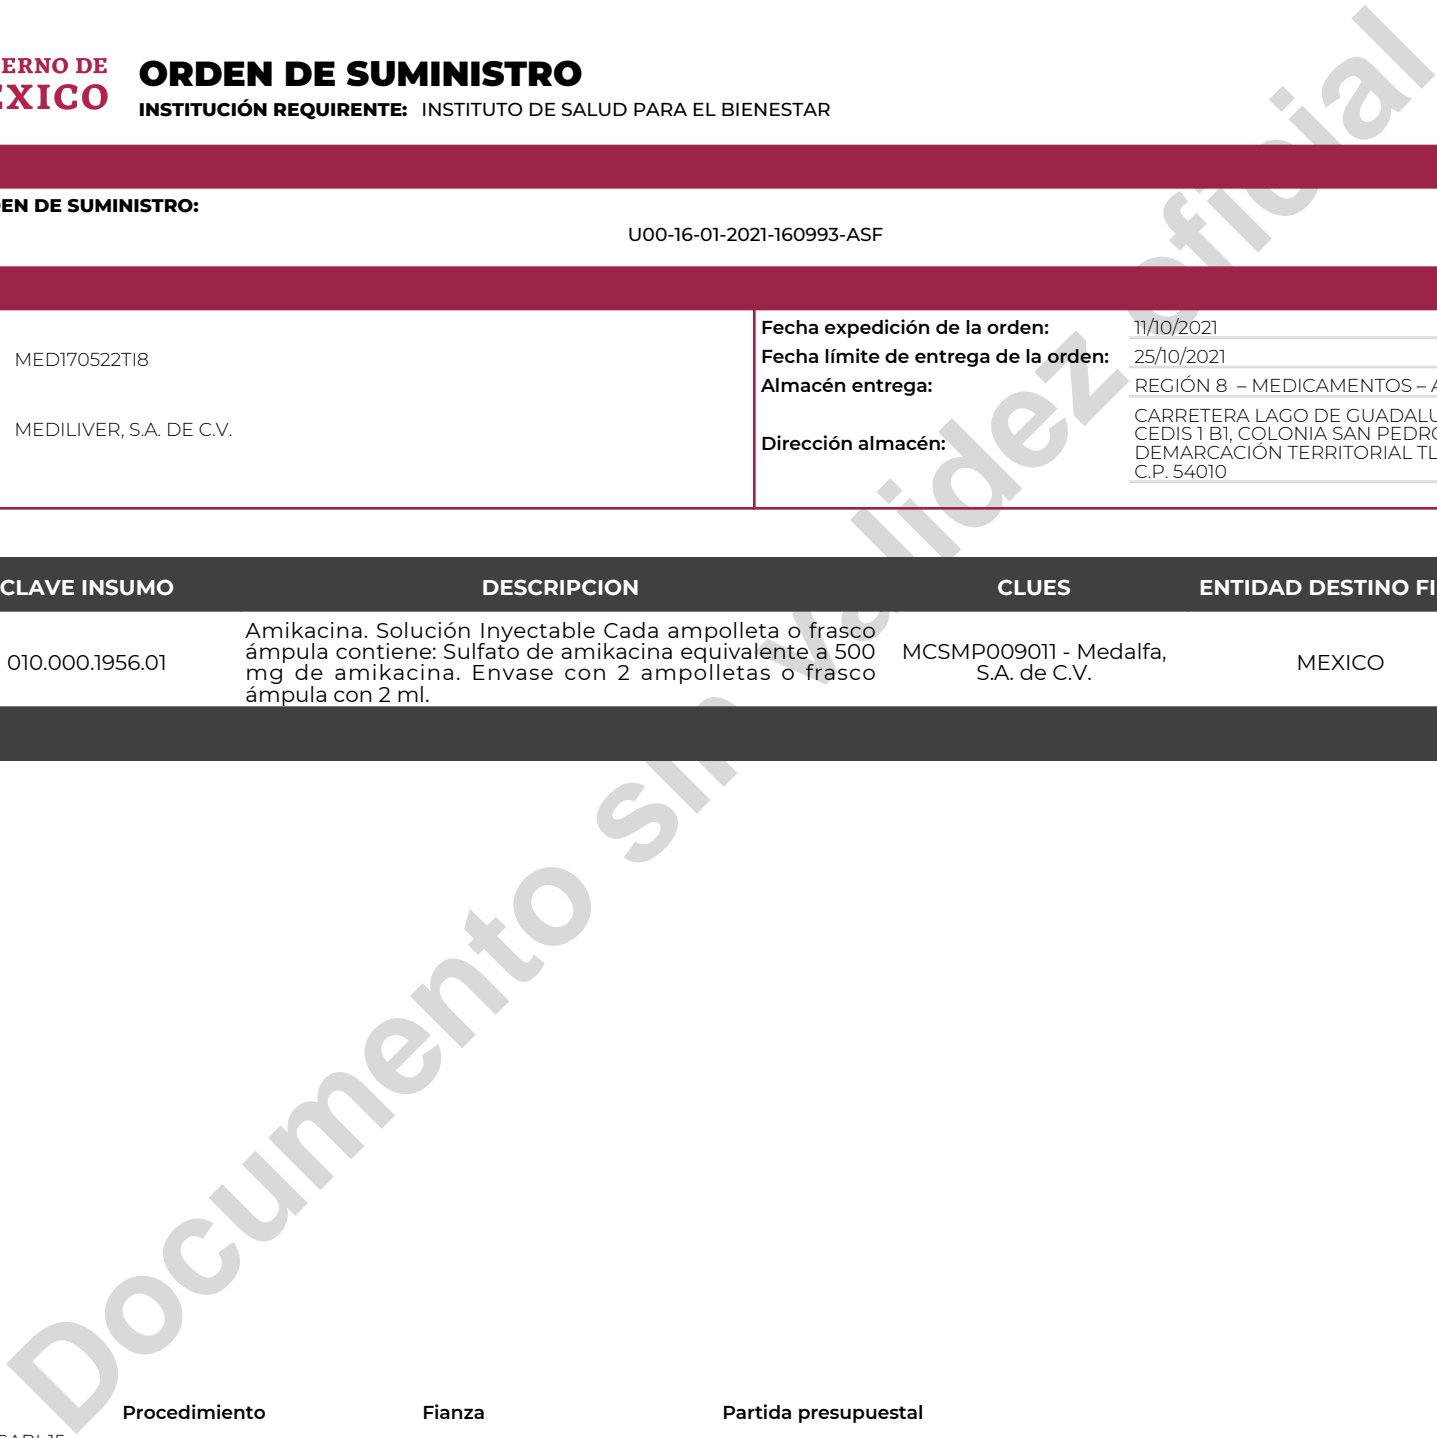 ERNO DE
EXICO
ORDEN DE SUMINISTRO
INSTITUCIÓN REQUIRENTE: INSTITUTO DE SALUD PARA EL BIENESTAR
EN DE SUMINISTRO:
U00-16-01-2021-160993-ASF
MED170522TI8
MEDILIVER, S.A. DE C.V.
Fecha expedición de la orden: 11/10/2021
Fecha límite de entrega de la orden: 25/10/2021
Almacén entrega: REGIÓN 8 – MEDICAMENTOS – A
Dirección almacén:
CARRETERA LAGO DE GUADALU
CEDIS 1 B1, COLONIA SAN PEDRO
DEMARCACIÓN TERRITORIAL TL
C.P. 54010
CLAVE INSUMO DESCRIPCION CLUES ENTIDAD DESTINO FI
010.000.1956.01
Amikacina. Solución Inyectable Cada ampolleta o frasco
ámpula contiene: Sulfato de amikacina equivalente a 500
mg de amikacina. Envase con 2 ampolletas o frasco
ámpula con 2 ml.
MCSMP009011 - Medalfa,
S.A. de C.V.
MEXICO
Documento sin validez oficial
Procedimiento Fianza Partida presupuestal